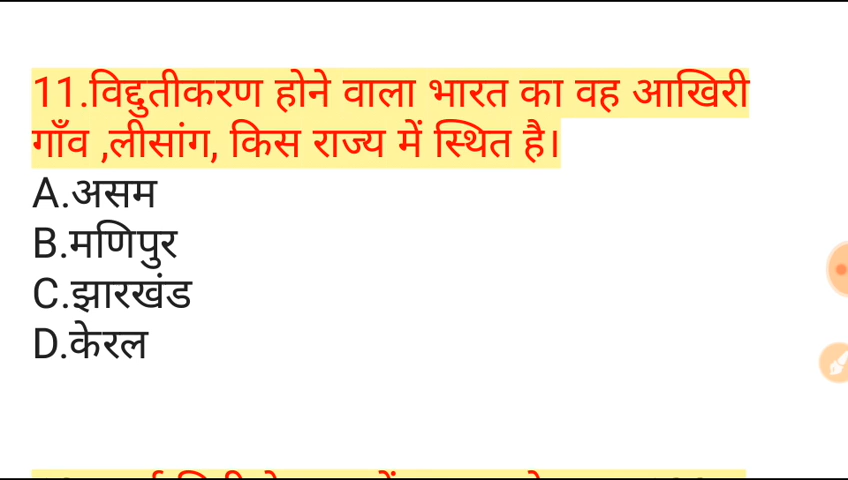 11.विद्दुतीकरण होने वाला भारत का वह आखिरी
गाँव ,लीसांग, किस राज्य में स्थित है।
A.असम
B.मणिपुर
C.झारखंड
D.केरल